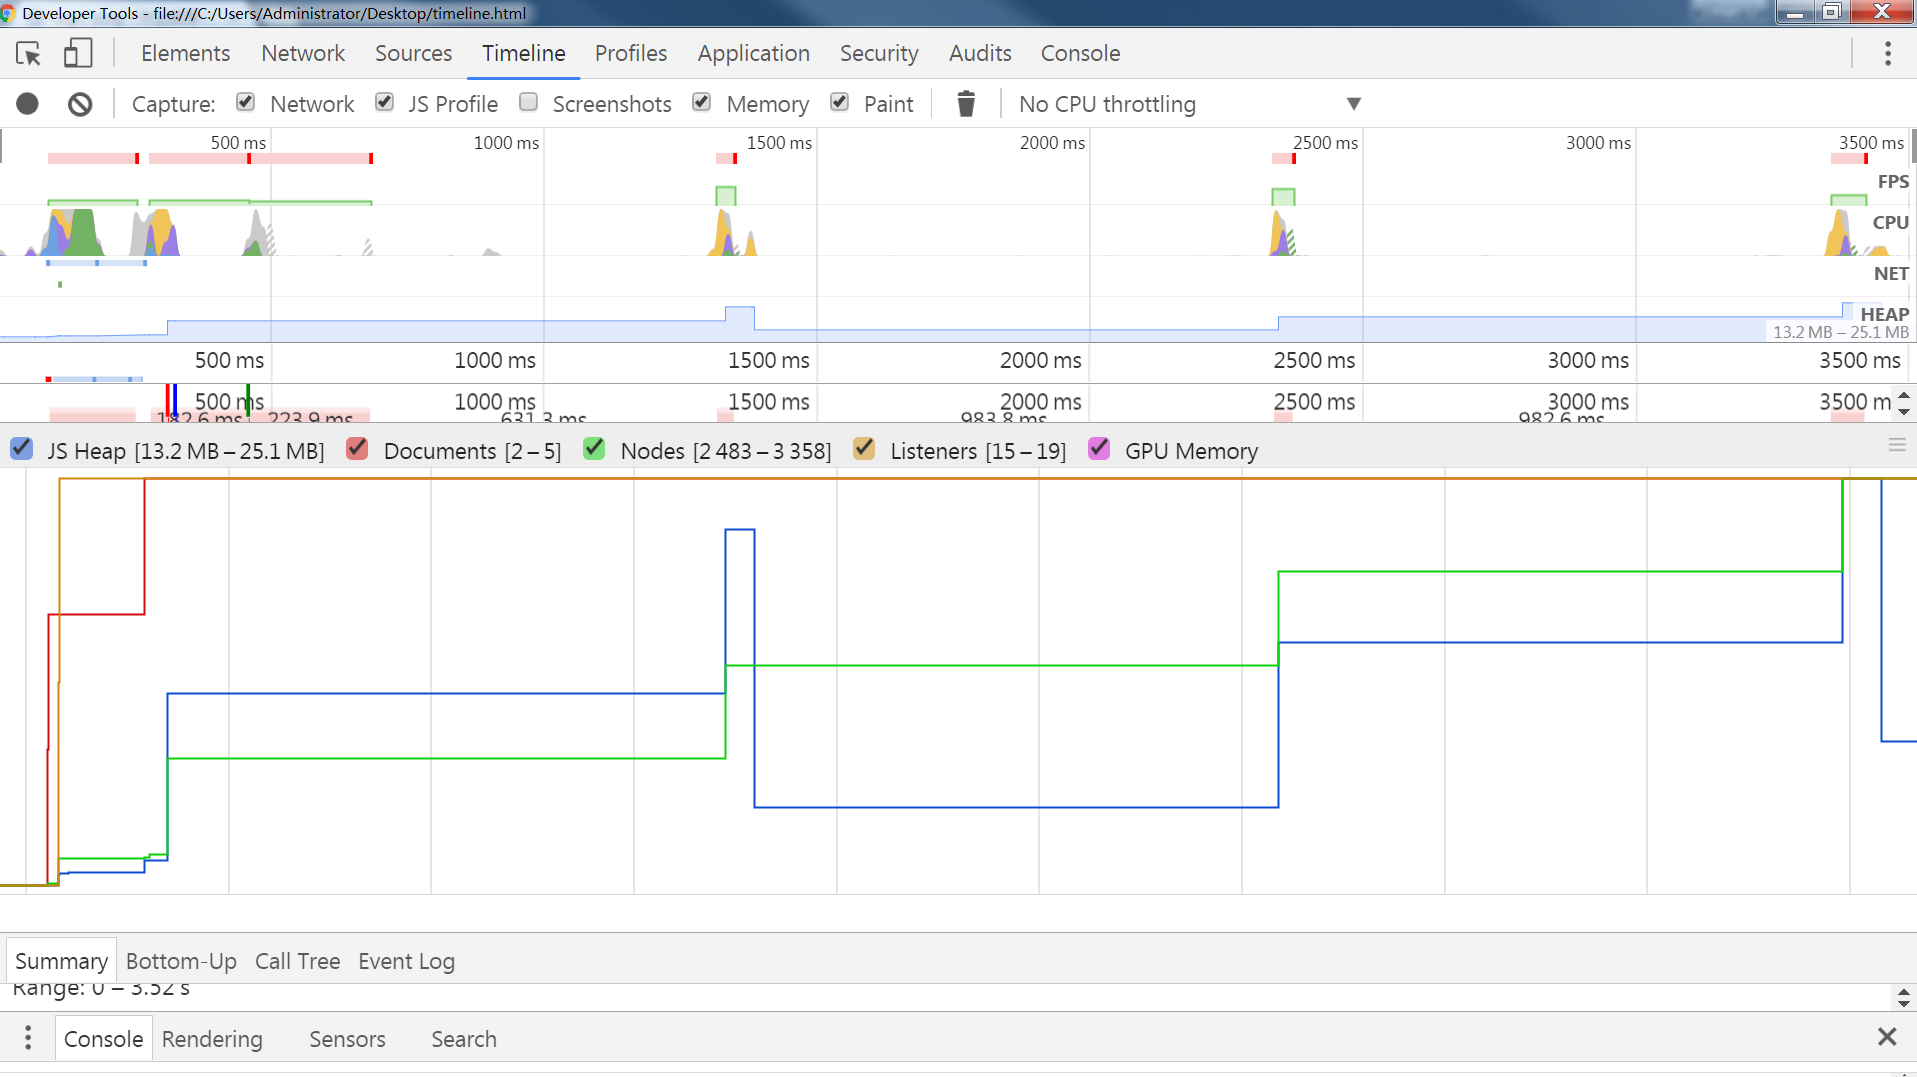 Developer Tools - file:///C:/Users/Administrator/Desktop/timeline.html
Elements Network Sources Timeline Profiles Application Security Audits Console
Capture: Network JS Profile Screenshots Memory Paint No CPU throttling
500 ms 1000 ms 1500 ms 2000 ms 2500 ms 3000 ms 3500 ms
FPS
CPU
NET
HEAP
13.2 MB – 25.1 MB
500 ms 1000 ms 1500 ms 2000 ms 2500 ms 3000 ms 3500 ms
500 ms 1000 ms 1500 ms 2000 ms 2500 ms 3000 ms 3500 m
182.6 ms 223.9 ms 631.3 ms 983.8 ms 982.6 ms
JS Heap [13.2 MB – 25.1 MB] Documents [2 – 5] Nodes [2 483 – 3 358] Listeners [15 – 19] GPU Memory
Summary Bottom-Up Call Tree Event Log
Range: 0 – 3.52 s
Console Rendering Sensors Search